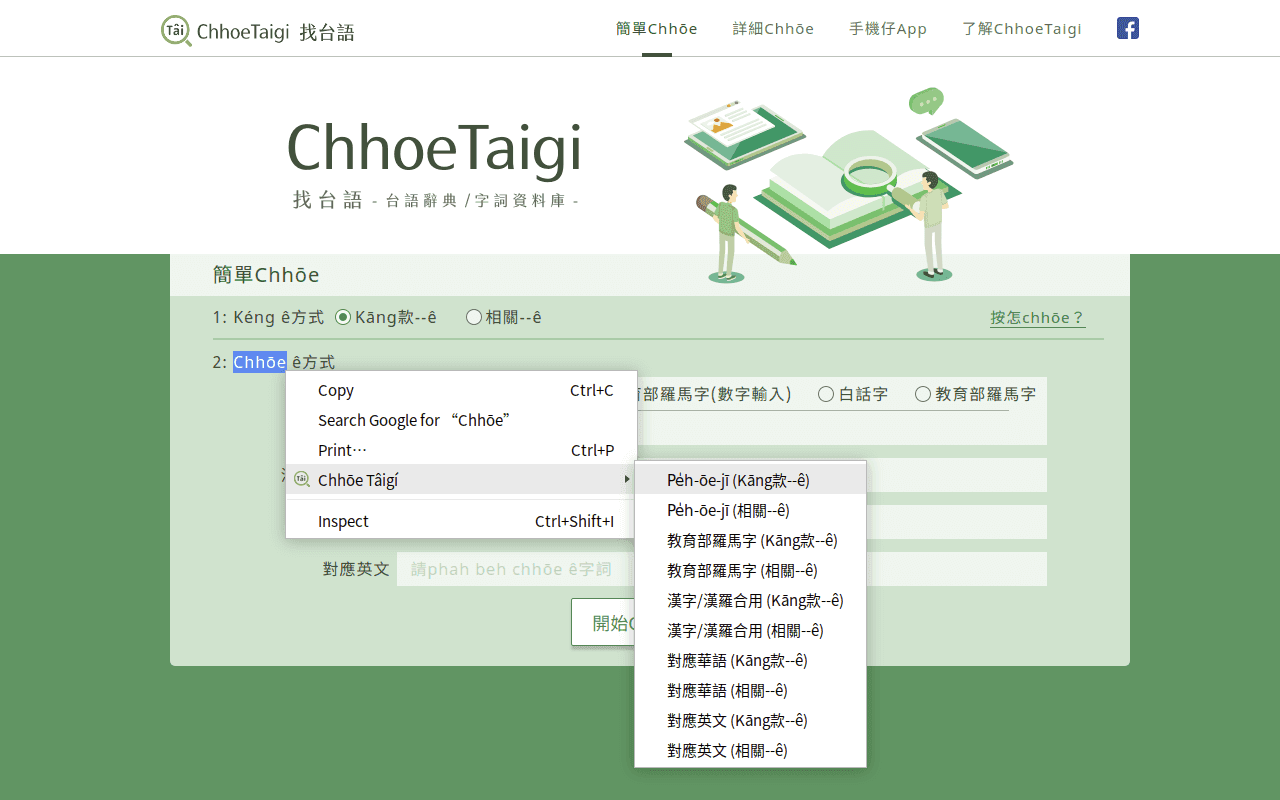 Tâi ChhoeTaigi 找台語
簡單Chhōe 詳細Chhōe 手機仔App 了解ChhoeTaigi f
ChhoeTaigi
找台語 - 台語辭典 /字詞資料庫 -
簡單Chhōe
1: Kéng ê方式 Kāng款--ê 相關--ê 按怎chhōe？
2: Chhōe ê方式
育部羅馬字(數字輸入) 白話字 教育部羅馬字
Copy Ctrl+C
Search Google for “Chhōe”
Print… Ctrl+P
Chhōe Tâigí
Inspect Ctrl+Shift+I
Pe̍h-ōe-jī (Kāng款--ê)
Pe̍h-ōe-jī (相關--ê)
教育部羅馬字 (Kāng款--ê)
教育部羅馬字 (相關--ê)
漢字/漢羅合用 (Kāng款--ê)
漢字/漢羅合用 (相關--ê)
對應華語 (Kāng款--ê)
對應華語 (相關--ê)
對應英文 (Kāng款--ê)
對應英文 (相關--ê)
對應英文 請phah beh chhōe ê字詞
開始